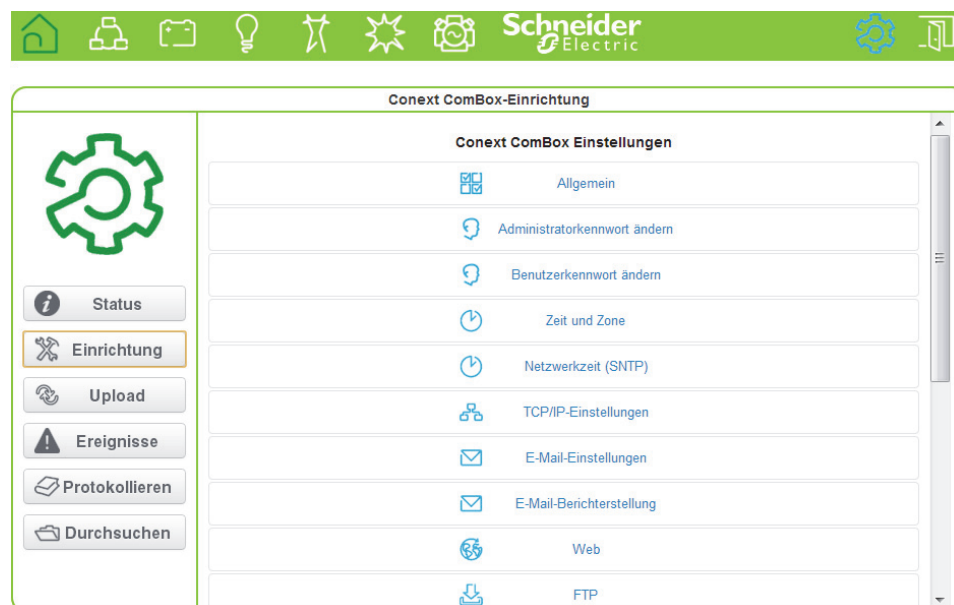 Schneider
Electric
Conext ComBox-Einrichtung
Conext ComBox Einstellungen
Status
Einrichtung
Upload
Ereignisse
Protokollieren
Durchsuchen
Allgemein
Administratorkennwort ändern
Benutzerkennwort ändern
Zeit und Zone
Netzwerkzeit (SNTP)
TCP/IP-Einstellungen
E-Mail-Einstellungen
E-Mail-Berichterstellung
Web
FTP